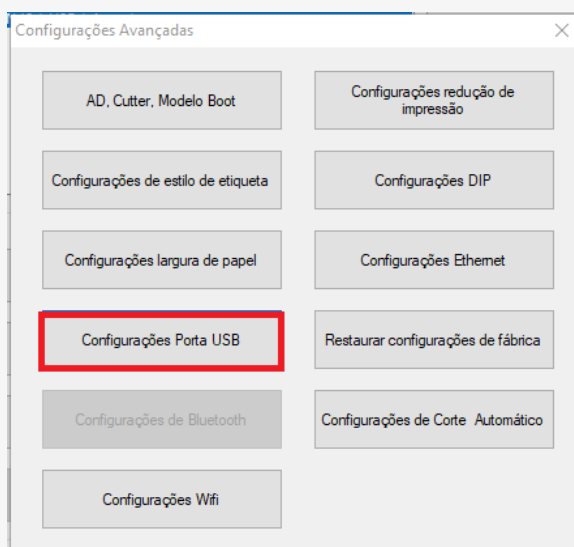 Configurações Avançadas
AD, Cutter, Modelo Boot
Configurações redução de
impressão
Configurações de estilo de etiqueta
Configurações DIP
Configurações largura de papel
Configurações Ethernet
Configurações Porta USB
Restaurar configurações de fábrica
Configurações de Bluetooth
Configurações de Corte Automático
Configurações Wifi